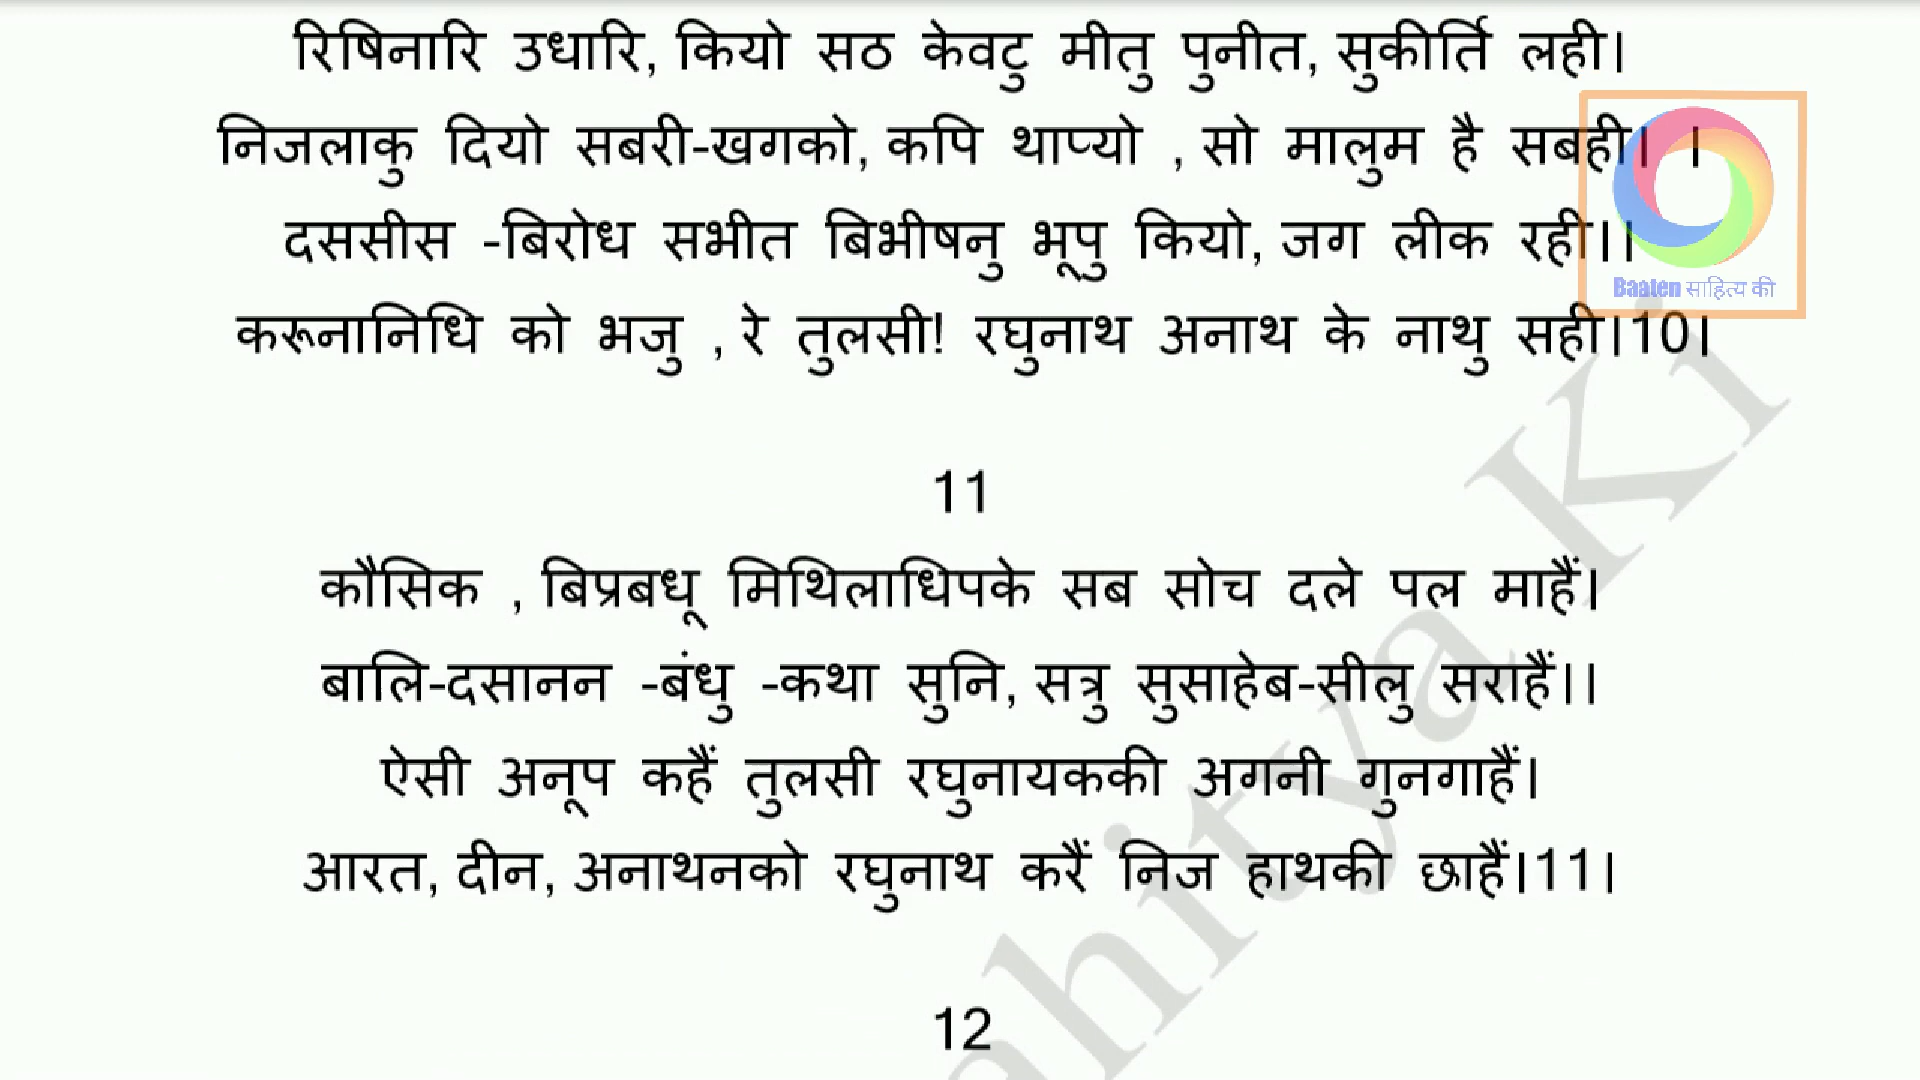 रिषिनारि उधारि, कियो सठ केवटु मीतु पुनीत, सुकीर्ति लही।
निजलाकु दियो सबरी-खगको, कपि थाप्यो , सो मालुम है सबही। ।
दससीस -बिरोध सभीत बिभीषनु भूपु कियो, जग लीक रही।।
Baaten साहित्य की
करूनानिधि को भजु , रे तुलसी! रघुनाथ अनाथ के नाथु सही।10।
11
कौसिक , बिप्रबधू मिथिलाधिपके सब सोच दले पल माहैं।
बालि-दसानन -बंधु -कथा सुनि, सत्रु सुसाहेब-सीलु सराहैं।।
ऐसी अनूप कहैं तुलसी रघुनायककी अगनी गुनगाहैं।
आरत, दीन, अनाथनको रघुनाथ करैं निज हाथकी छाहैं।11।
12
ahitya Ki